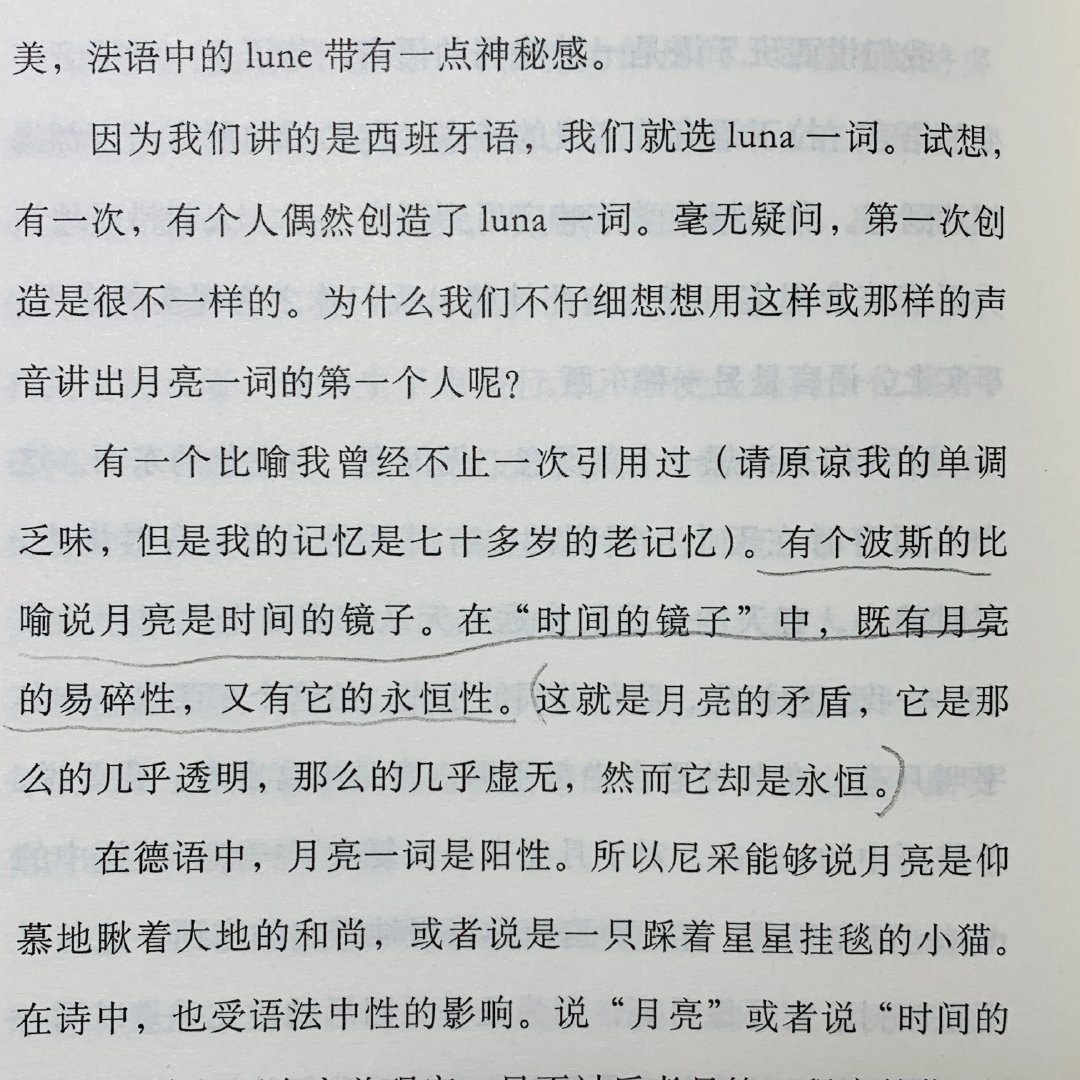 美，法语中的 lune 带有一点神秘感。
因为我们讲的是西班牙语，我们就选 luna 一词。试想，
有一次，有个人偶然创造了 luna 一词。毫无疑问，第一次创
造是很不一样的。为什么我们不仔细想想用这样或那样的声
音讲出月亮一词的第一个人呢？
有一个比喻我曾经不止一次引用过（请原谅我的单调
乏味，但是我的记忆是七十多岁的老记忆）。有个波斯的比
喻说月亮是时间的镜子。在“时间的镜子”中，既有月亮
的易碎性，又有它的永恒性。这就是月亮的矛盾，它是那
么的几乎透明，那么的几乎虚无，然而它却是永恒。
在德语中，月亮一词是阳性。所以尼采能够说月亮是仰
慕地瞅着大地的和尚，或者说是一只踩着星星挂毯的小猫。
在诗中，也受语法中性的影响。说“月亮”或者说“时间的